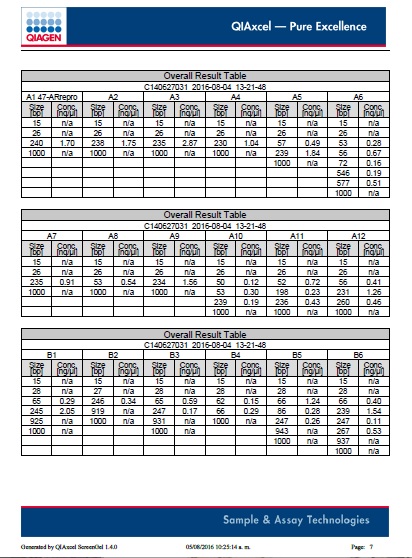 QIAGEN
QIAxcel — Pure Excellence
Overall Result Table
C140627031 2016-08-04 13-21-48
A1 47-ARrepro A2 A3 A4 A5 A6
Size Conc. Size Conc. Size Conc. Size Conc. Size Conc. Size Conc.
[bp] [ng/µl] [bp] [ng/µl] [bp] [ng/µl] [bp] [ng/µl] [bp] [ng/µl] [bp] [ng/µl]
15 n/a 15 n/a 15 n/a 15 n/a 15 n/a 15 n/a
26 n/a 26 n/a 26 n/a 26 n/a 26 n/a 26 n/a
240 1.70 238 1.75 235 2.87 230 1.04 57 0.49 53 0.28
1000 n/a 1000 n/a 1000 n/a 1000 n/a 239 1.84 56 0.67
1000 n/a 72 0.16
546 0.19
577 0.51
1000 n/a
Overall Result Table
C140627031 2016-08-04 13-21-48
A7 A8 A9 A10 A11 A12
Size Conc. Size Conc. Size Conc. Size Conc. Size Conc. Size Conc.
[bp] [ng/µl] [bp] [ng/µl] [bp] [ng/µl] [bp] [ng/µl] [bp] [ng/µl] [bp] [ng/µl]
15 n/a 15 n/a 15 n/a 15 n/a 15 n/a 15 n/a
26 n/a 26 n/a 26 n/a 26 n/a 26 n/a 26 n/a
235 0.91 53 0.54 234 1.56 50 0.12 52 0.72 56 0.41
1000 n/a 1000 n/a 1000 n/a 53 0.30 198 0.23 231 1.26
239 0.19 236 0.43 260 0.46
1000 n/a 1000 n/a 1000 n/a
Overall Result Table
C140627031 2016-08-04 13-21-48
B1 B2 B3 B4 B5 B6
Size Conc. Size Conc. Size Conc. Size Conc. Size Conc. Size Conc.
[bp] [ng/µl] [bp] [ng/µl] [bp] [ng/µl] [bp] [ng/µl] [bp] [ng/µl] [bp] [ng/µl]
15 n/a 15 n/a 15 n/a 15 n/a 15 n/a 15 n/a
28 n/a 27 n/a 28 n/a 28 n/a 28 n/a 28 n/a
65 0.29 246 0.34 65 0.59 62 0.15 66 1.24 66 0.40
245 2.05 919 n/a 247 0.17 66 0.29 86 0.28 239 1.54
925 n/a 1000 n/a 931 n/a 1000 n/a 247 0.26 247 0.11
1000 n/a 1000 n/a 943 n/a 267 0.53
1000 n/a 937 n/a
1000 n/a
Sample & Assay Technologies
Generated by QIAxcel ScreenGel 1.4.0 05/08/2016 10:25:14 a. m. Page: 7